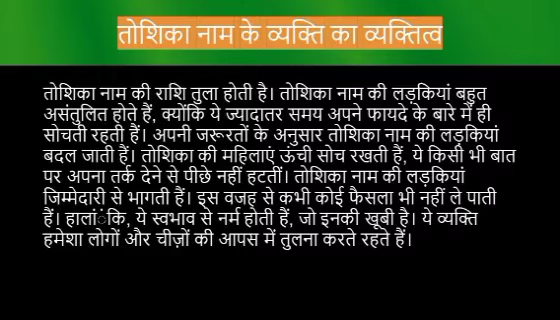 तोशिका नाम के व्यक्ति का व्यक्तित्व
तोशिका नाम की राशि तुला होती है। तोशिका नाम की लड़कियां बहुत
असंतुलित होते हैं, क्योंकि ये ज्यादातर समय अपने फायदे के बारे में ही
सोचती रहती हैं। अपनी जरूरतों के अनुसार तोशिका नाम की लड़कियां
बदल जाती हैं। तोशिका की महिलाएं ऊंची सोच रखती हैं, ये किसी भी बात
पर अपना तर्क देने से पीछे नहीं हटतीं। तोशिका नाम की लड़कियां
जिम्मेदारी से भागती हैं। इस वजह से कभी कोई फैसला भी नहीं ले पाती
हैं। हालांंकि, ये स्वभाव से नर्म होती हैं, जो इनकी खूबी है। ये व्यक्ति
हमेशा लोगों और चीज़ों की आपस में तुलना करते रहते हैं।